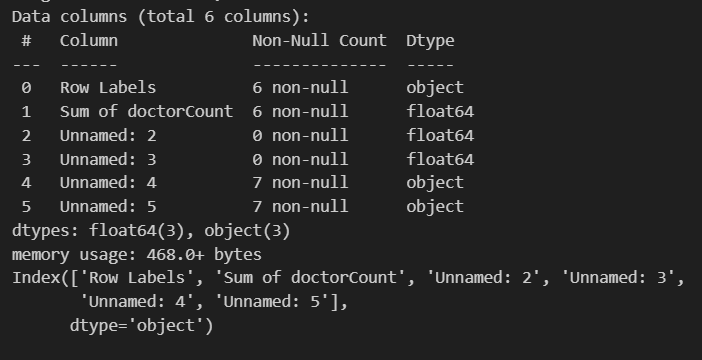 Data columns (total 6 columns):
 #   Column             Non-Null Count  Dtype
---  ------             --------------  -----
 0   Row Labels         6 non-null      object
 1   Sum of doctorCount  6 non-null      float64
 2   Unnamed: 2         0 non-null      float64
 3   Unnamed: 3         0 non-null      float64
 4   Unnamed: 4         7 non-null      object
 5   Unnamed: 5         7 non-null      object
dtypes: float64(3), object(3)
memory usage: 468.0+ bytes
Index(['Row Labels', 'Sum of doctorCount', 'Unnamed: 2', 'Unnamed: 3',
       'Unnamed: 4', 'Unnamed: 5'],
      dtype='object')